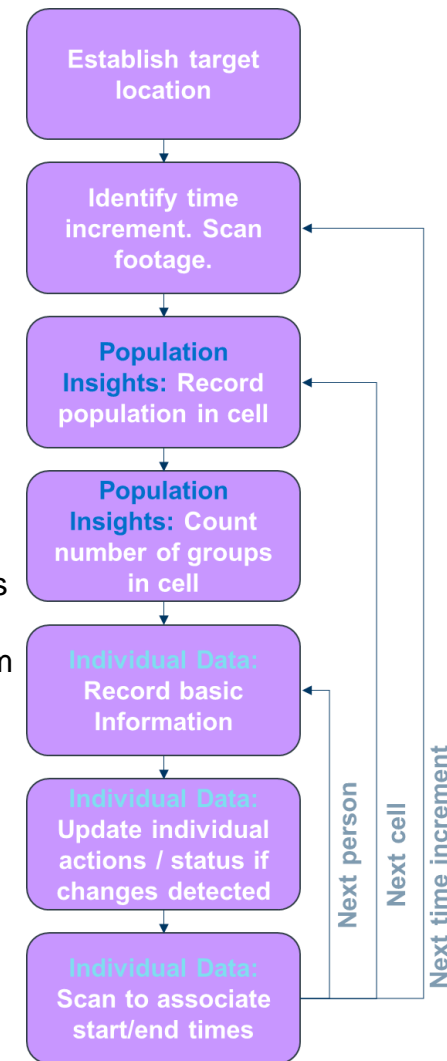 Establish target
location
Identify time
increment. Scan
footage.
Population
Insights: Record
population in cell
Population
Insights: Count
number of groups
in cell
s
m
Individual Data:
Record basic
Information
Individual Data:
Update individual
actions / status if
changes detected
Individual Data:
Scan to associate
start/end times
Next person
Next cell
Next time increment